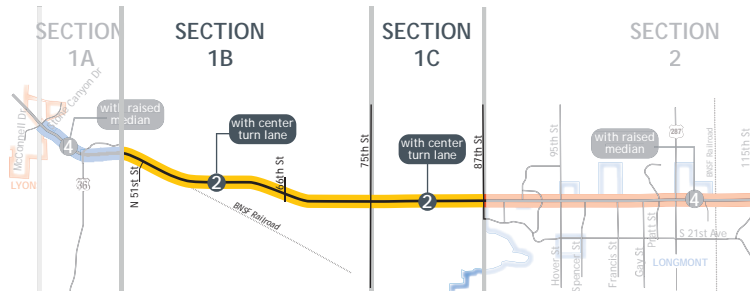 SECTION
1A
SECTION
1B
SECTION
1C
SECTION
2
McConnell Dr
Stone Canyon Dr
with raised
median
4
LYON
36
N 51st St
with center
turn lane
2
66th St
BNSF Railroad
75th St
with center
turn lane
2
87th St
95th St
with raised
median
287
BNSF Railroad
115th St
4
Hover St
Spencer St
Francis St
Gay St
Pratt St
S 21st Ave
LONGMONT